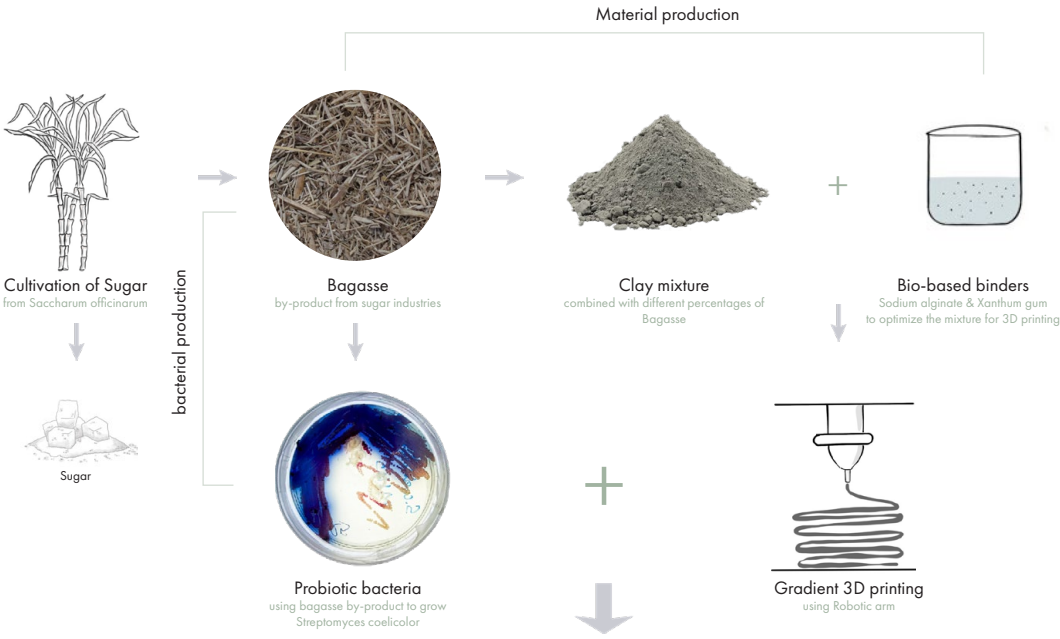 Material production
Cultivation of Sugar
from Saccharum officinarum
Bagasse
by-product from sugar industries
Clay mixture
combined with different percentages of
Bagasse
Bio-based binders
Sodium alginate & Xanthum gum
to optimize the mixture for 3D printing
bacterial production
Sugar
Probiotic bacteria
using bagasse by-product to grow
Streptomyces coelicolor
Gradient 3D printing
using Robotic arm